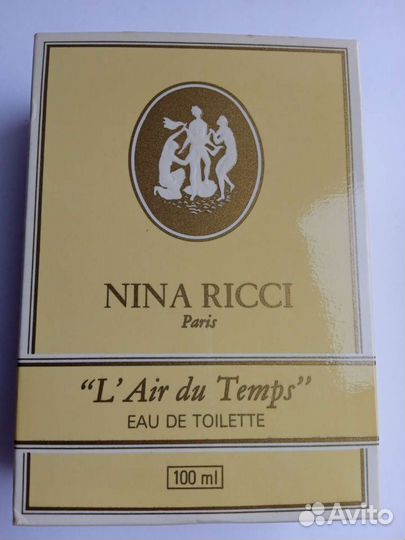 NINA RICCI
Paris
“L'Air du Temps”
EAU DE TOILETTE
100 ml
Avito